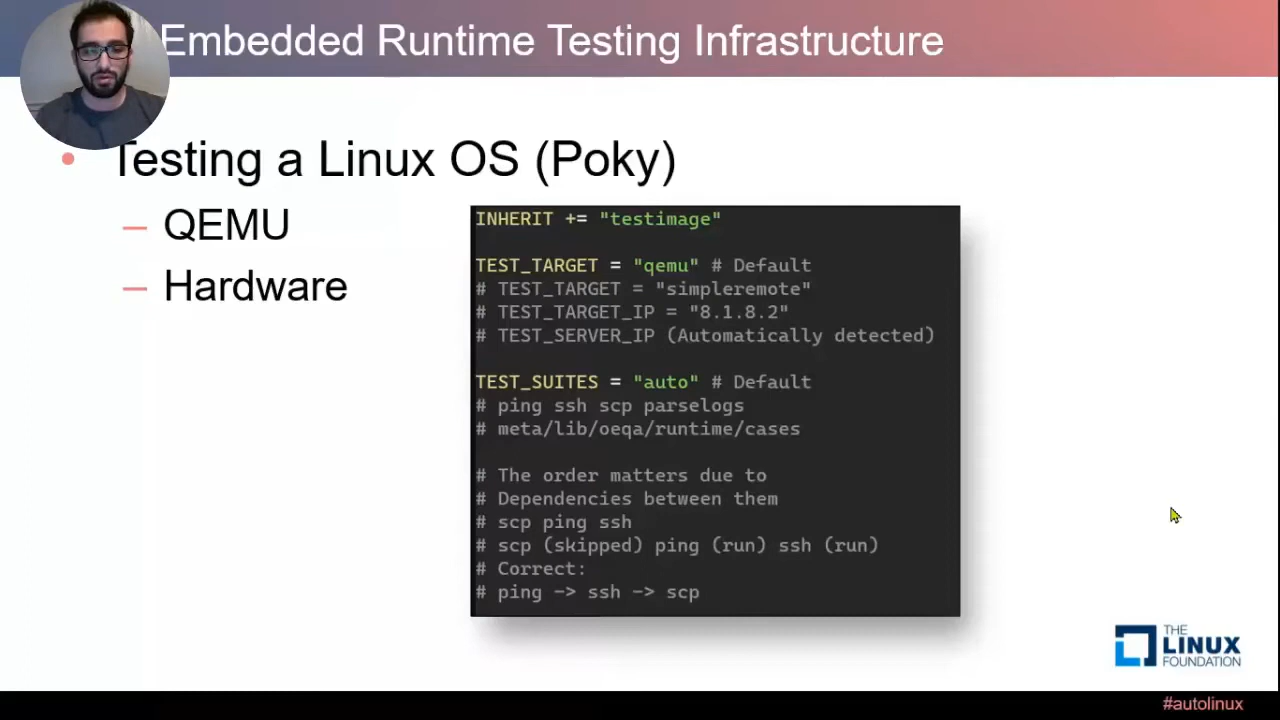 Embedded Runtime Testing Infrastructure
• Testing a Linux OS (Poky)
– QEMU
– Hardware
INHERIT += "testimage"
TEST_TARGET = "qemu" # Default
# TEST_TARGET = "simpleremote"
# TEST_TARGET_IP = "8.1.8.2"
# TEST_SERVER_IP (Automatically detected)
TEST_SUITES = "auto" # Default
# ping ssh scp parselogs
# meta/lib/oeqa/runtime/cases
# The order matters due to
# Dependencies between them
# scp ping ssh
# scp (skipped) ping (run) ssh (run)
# Correct:
# ping -> ssh -> scp
THE
LINUX
FOUNDATION
#autolinux